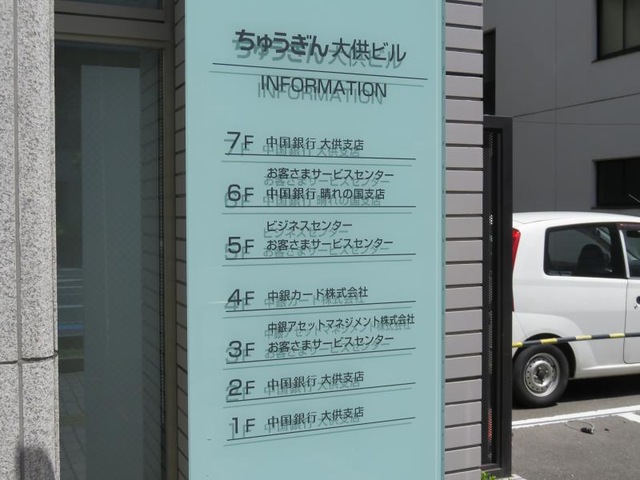 ちゅうぎん大供ビル
INFORMATION
7F 中国銀行 大供支店
お客さまサービスセンター
6F 中国銀行 晴れの国支店
ビジネスセンター
5F お客さまサービスセンター
4F 中銀カード株式会社
中銀アセットマネジメント株式会社
3F お客さまサービスセンター
2F 中国銀行 大供支店
1F 中国銀行 大供支店